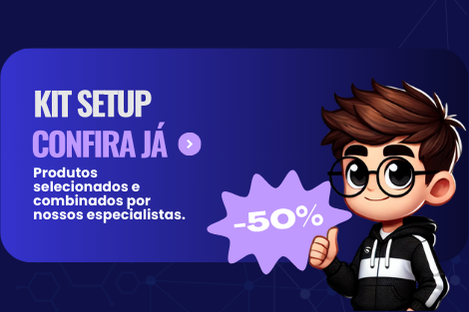 KIT SETUP
CONFIRA JÁ
Produtos
selecionados e
combinados por
nossos especialistas.
-50%